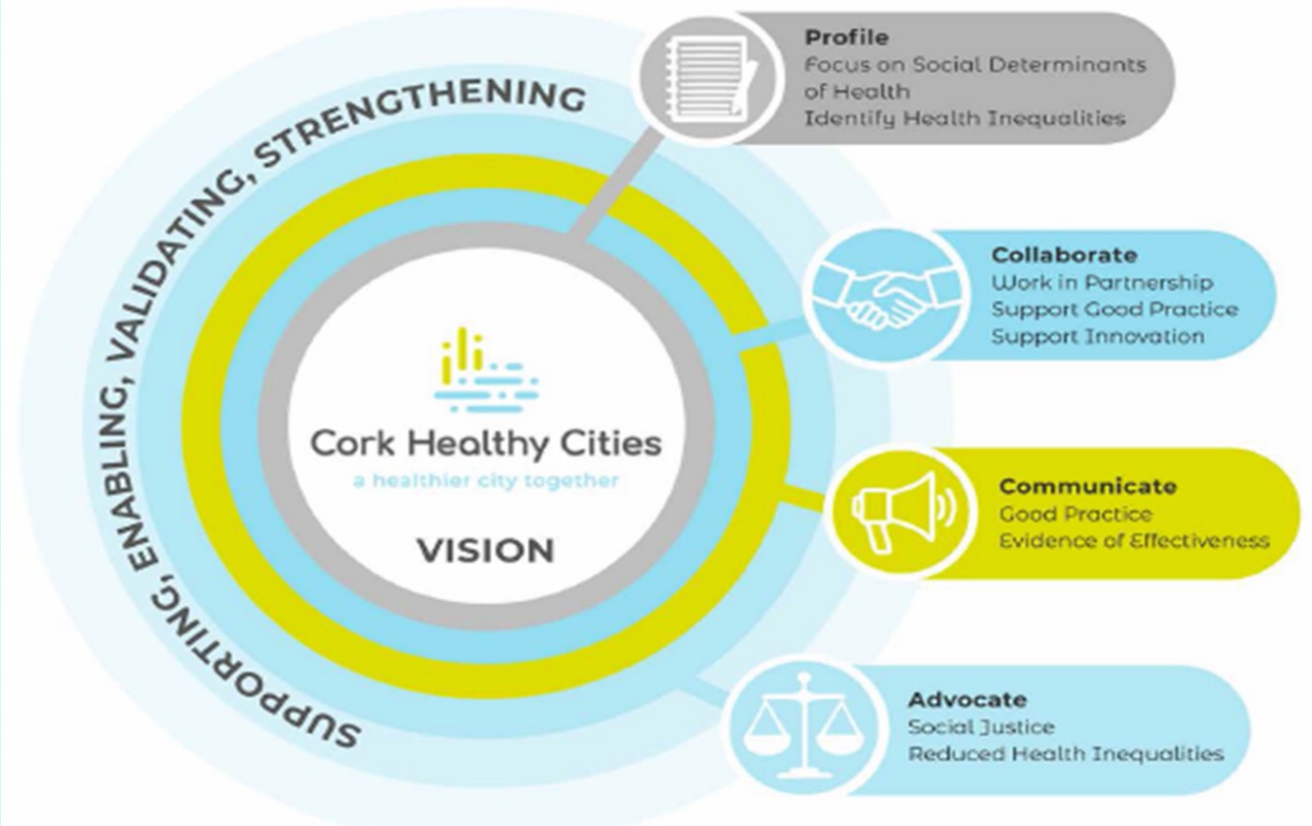 SUPPORTING, ENABLING, VALIDATING, STRENGTHENING
Cork Healthy Cities
a healthier city together
VISION
Profile
Focus on Social Determinants
of Health
Identify Health Inequalities
Collaborate
Work in Partnership
Support Good Practice
Support Innovation
Communicate
Good Practice
Evidence of Effectiveness
Advocate
Social Justice
Reduced Health Inequalities